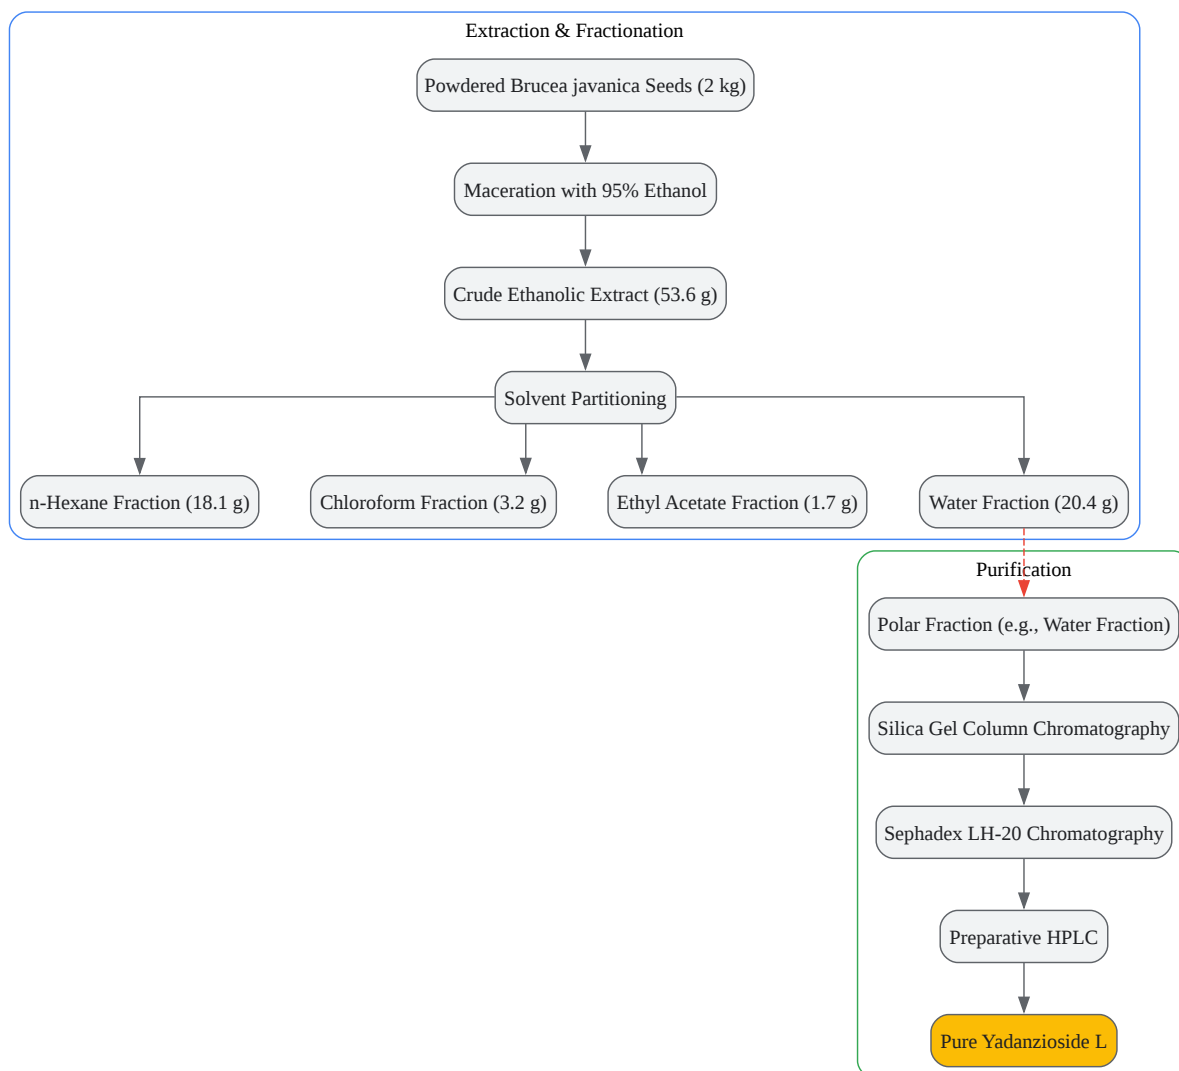 Extraction & Fractionation
Powdered Brucea javanica Seeds (2 kg)
Maceration with 95% Ethanol
Crude Ethanolic Extract (53.6 g)
Solvent Partitioning
n-Hexane Fraction (18.1 g)
Chloroform Fraction (3.2 g)
Ethyl Acetate Fraction (1.7 g)
Water Fraction (20.4 g)
Purification
Polar Fraction (e.g., Water Fraction)
Silica Gel Column Chromatography
Sephadex LH-20 Chromatography
Preparative HPLC
Pure Yadanzioside L